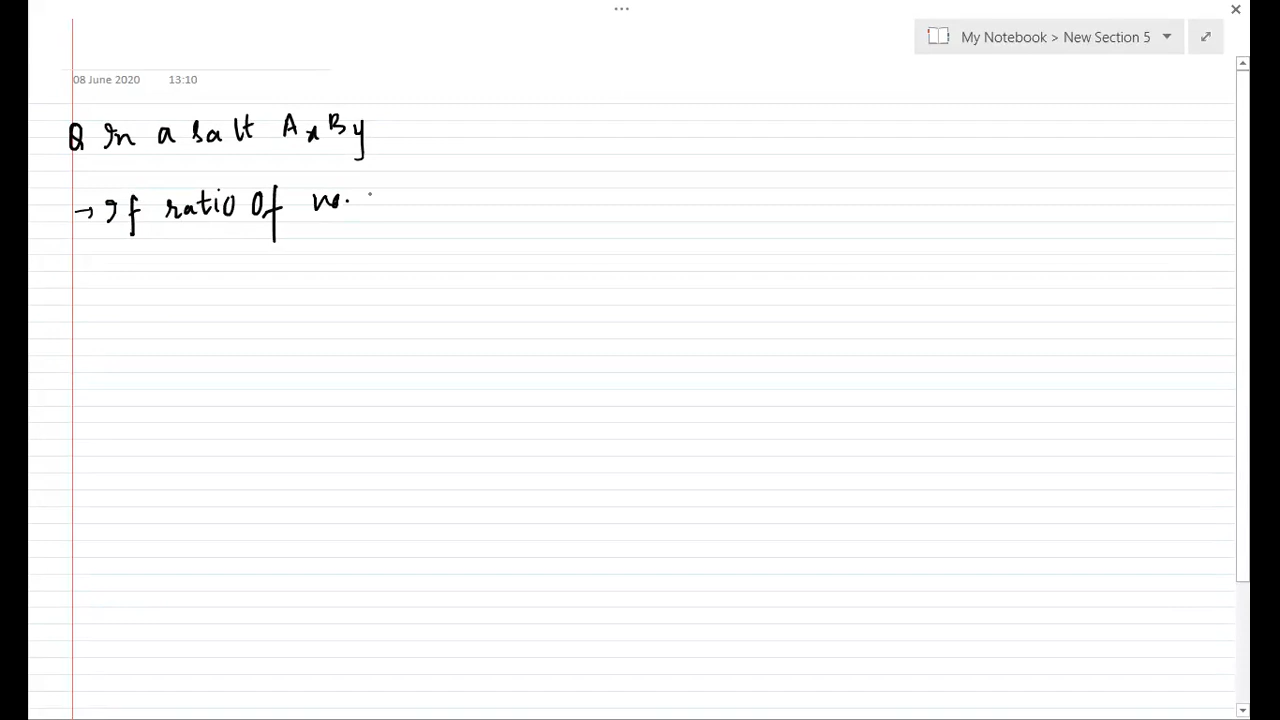 ...
My Notebook > New Section 5
08 June 2020 13:10
Q In a salt AxBy
→ If ratio of no.